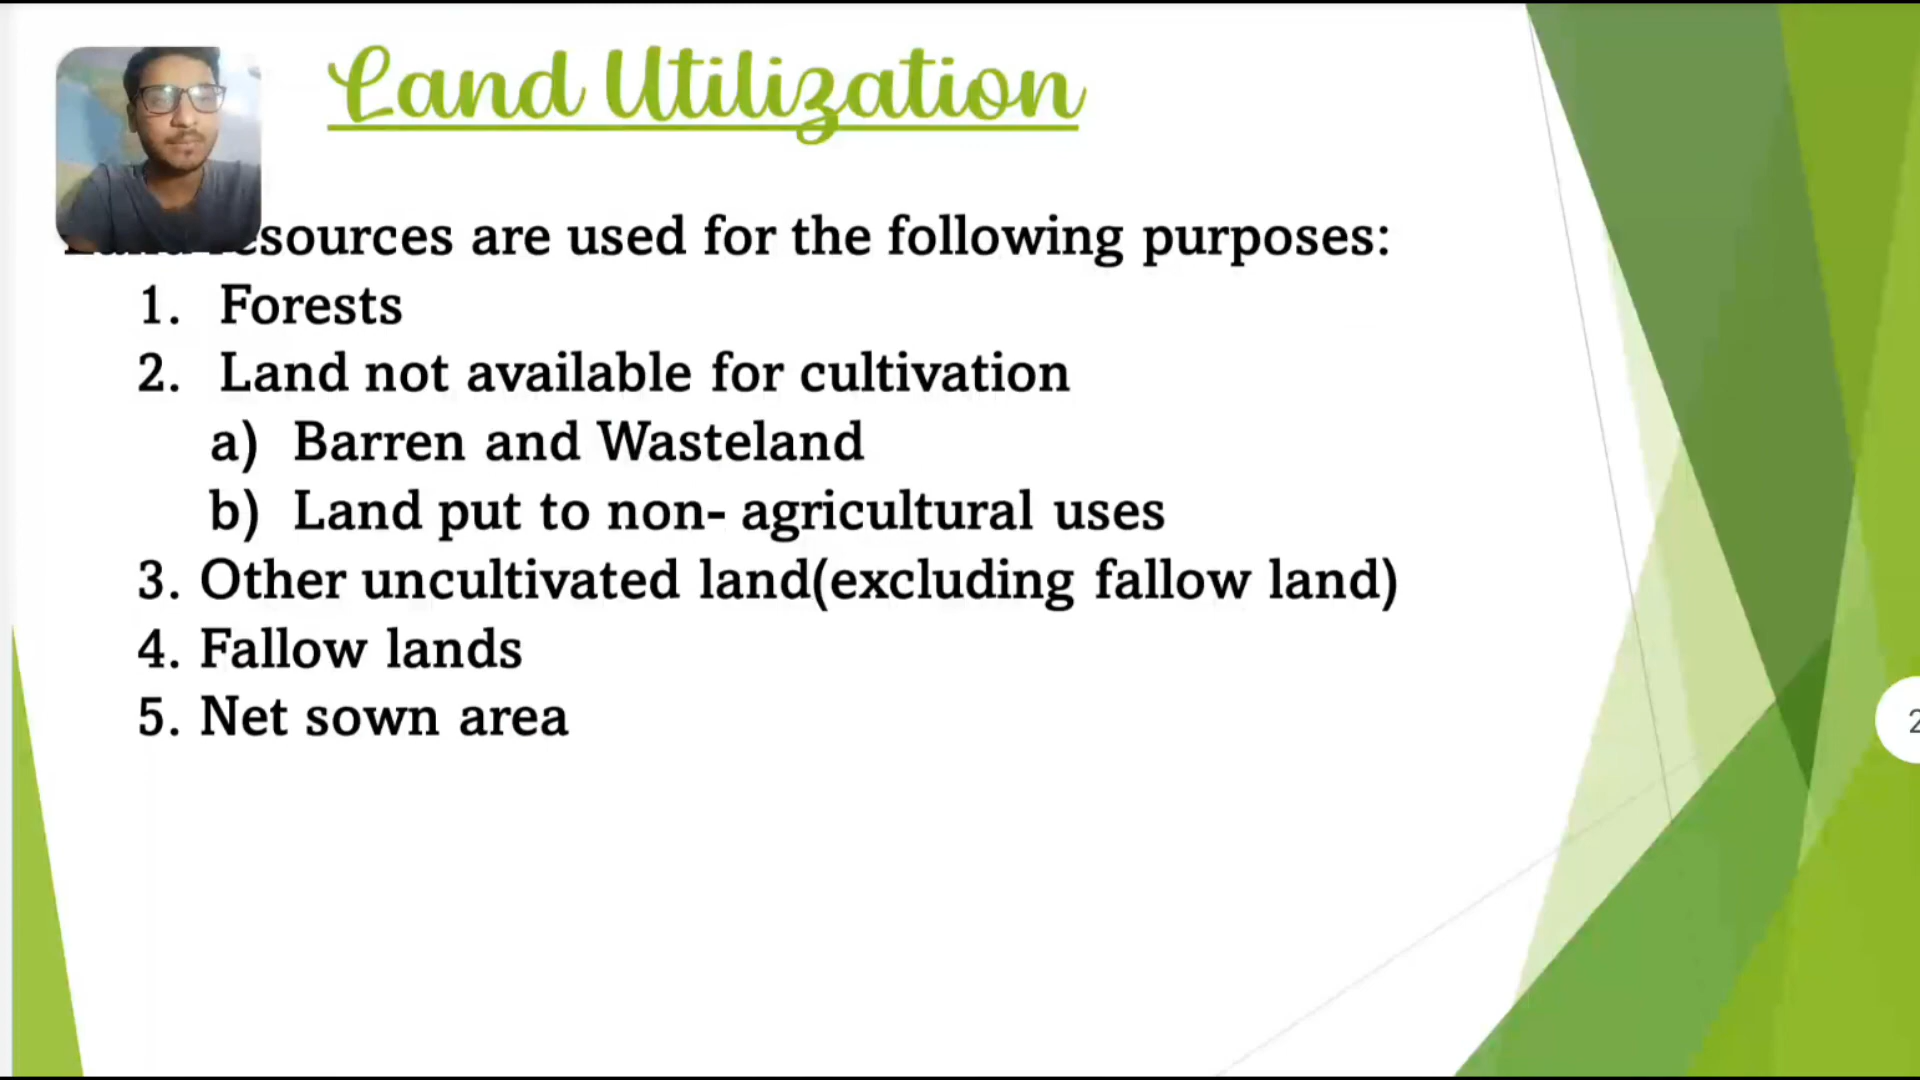 Land Utilization
resources are used for the following purposes:
1. Forests
2. Land not available for cultivation
a) Barren and Wasteland
b) Land put to non- agricultural uses
3. Other uncultivated land(excluding fallow land)
4. Fallow lands
5. Net sown area
2